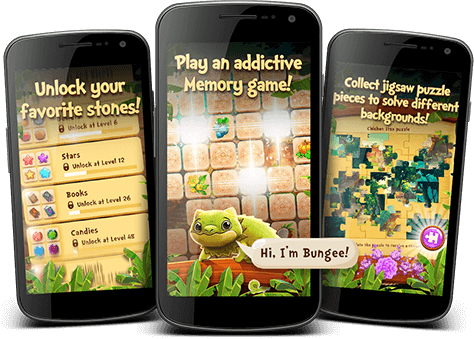 Unlock your
favorite stones!
Unlock at Level 6
Stars
Unlock at Level 12
Books
Unlock at Level 26
Candies
Unlock at Level 48
Play an addictive
Memory game!
Hi, I'm Bungee!
Collect jigsaw puzzle
pieces to solve different
backgrounds!
Chicken Itza puzzle